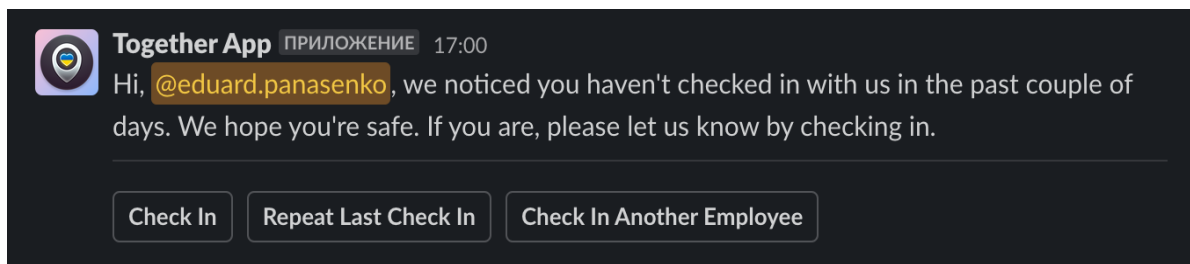 Together App ПРИЛОЖЕНИЕ 17:00
Hi, @eduard.panasenko, we noticed you haven't checked in with us in the past couple of
days. We hope you're safe. If you are, please let us know by checking in.
Check In Repeat Last Check In Check In Another Employee